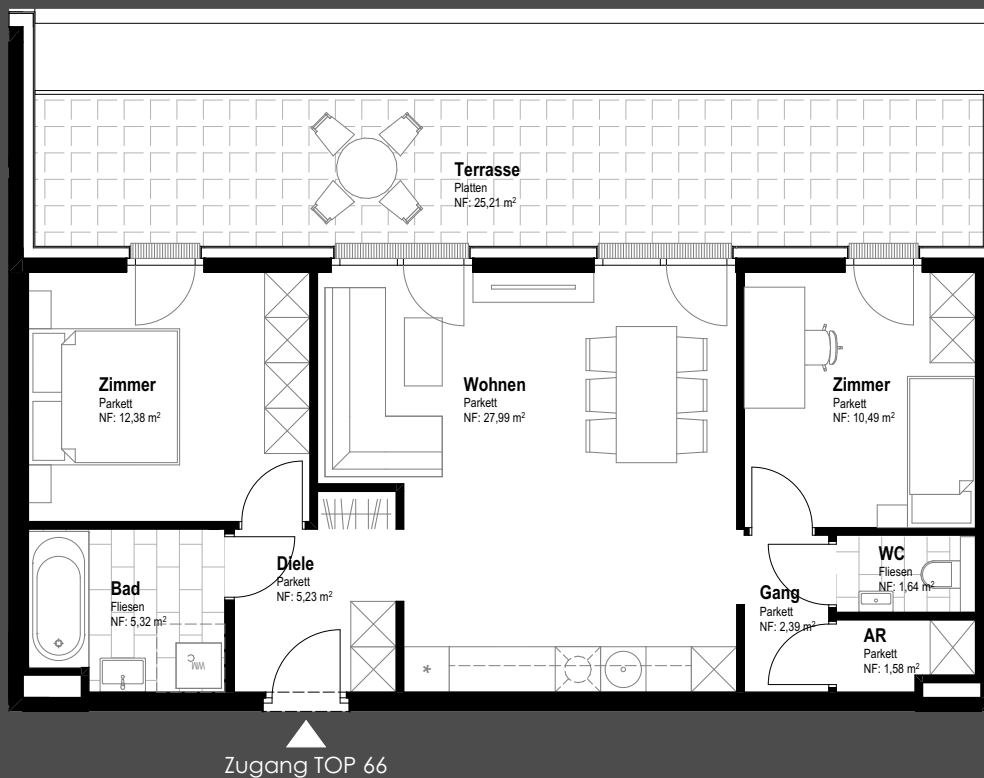 Terrasse
Platten
NF: 25,21 m²
Zimmer
Parkett
NF: 12,38 m²
Wohnen
Parkett
NF: 27,99 m²
Zimmer
Parkett
NF: 10,49 m²
Bad
Fliesen
NF: 5,32 m²
WM
C
Diele
Parkett
NF: 5,23 m²
*
Gang
Parkett
NF: 2,39 m²
WC
Fliesen
NF: 1,64 m²
AR
Parkett
NF: 1,58 m²
Zugang TOP 66